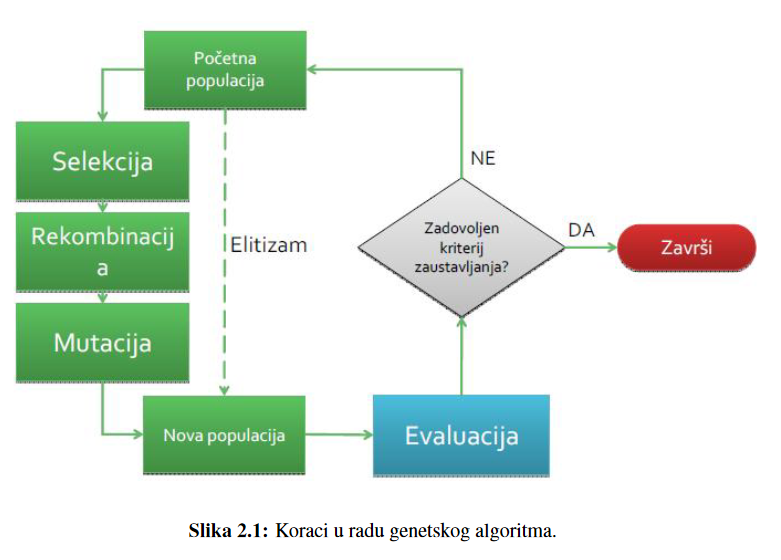 Početna
populacija
Selekcija
Rekombinacij
a
Mutacija
Elitizam
Nova populacija
Evaluacija
Zadovoljen
kriterij
zaustavljanja?
NE
DA
Završi
Slika 2.1: Koraci u radu genetskog algoritma.